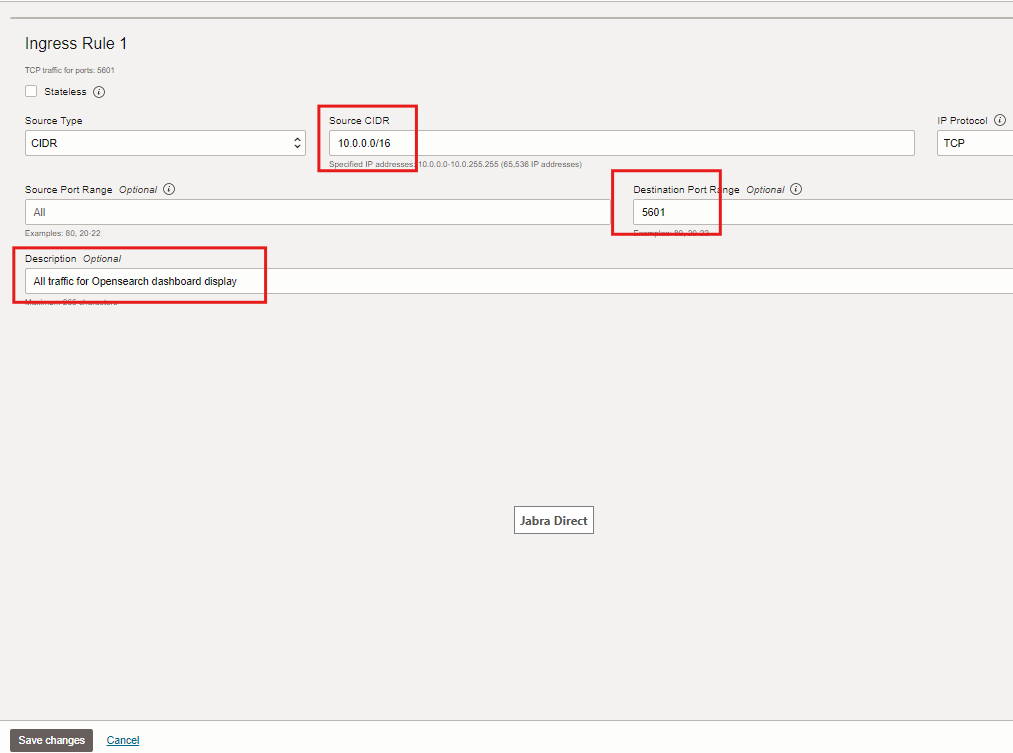 Ingress Rule 1
TCP traffic for ports: 5601
Stateless
Source Type
Source CIDR
IP Protocol
CIDR
10.0.0.0/16
TCP
Specified IP addresses: 10.0.0.0-10.0.255.255 (65,536 IP addresses)
Source Port Range Optional
Destination Port Range Optional
All
5601
Examples: 80, 20-22
Examples: 80, 20-22
Description Optional
All traffic for Opensearch dashboard display
Maximum 255 characters
Jabra Direct
Save changes
Cancel